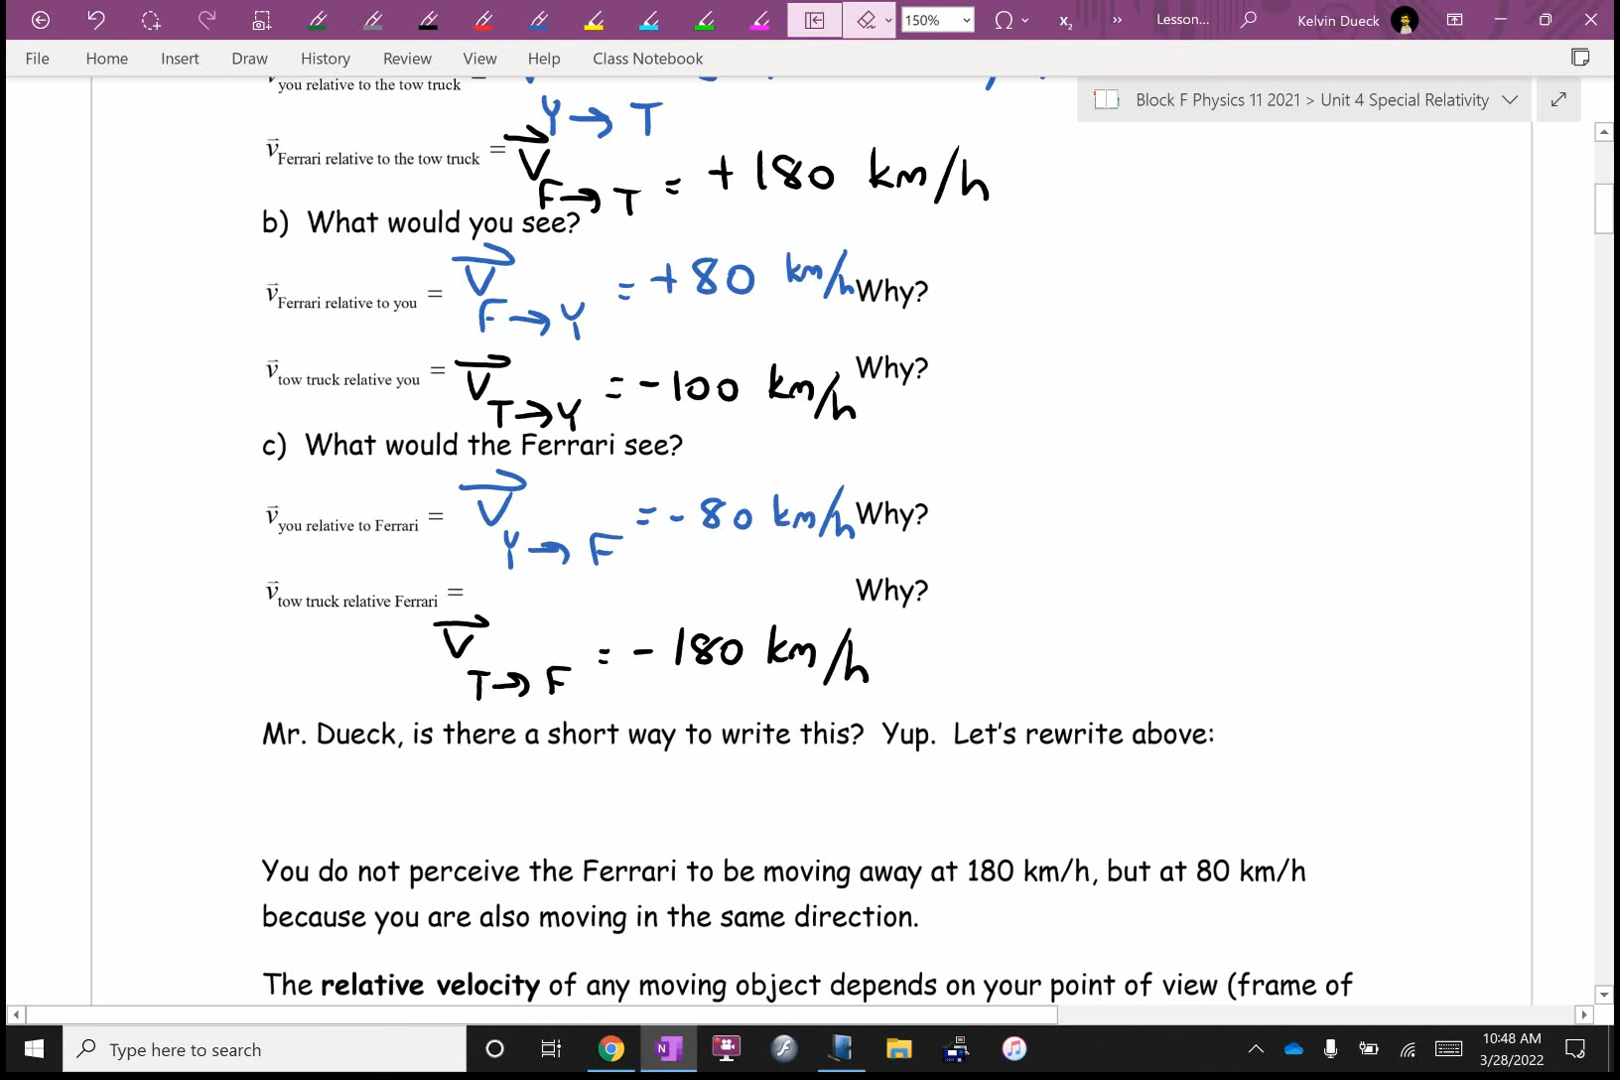 150% Lesson... Kelvin Dueck
File Home Insert Draw History Review View Help Class Notebook
Block F Physics 11 2021 > Unit 4 Special Relativity
v⃗ you relative to the tow truck =
Y → T
v⃗ Ferrari relative to the tow truck = V⃗ F → T = +180 km/h
b) What would you see?
v⃗ Ferrari relative to you = V⃗ F → Y = +80 km/h Why?
v⃗ tow truck relative you = V⃗ T → Y = -100 km/h Why?
c) What would the Ferrari see?
v⃗ you relative to Ferrari = V⃗ Y → F = -80 km/h Why?
v⃗ tow truck relative Ferrari = Why?
V⃗ T → F = -180 km/h
Mr. Dueck, is there a short way to write this? Yup. Let's rewrite above:
You do not perceive the Ferrari to be moving away at 180 km/h, but at 80 km/h
because you are also moving in the same direction.
The relative velocity of any moving object depends on your point of view (frame of
Type here to search
10:48 AM
3/28/2022